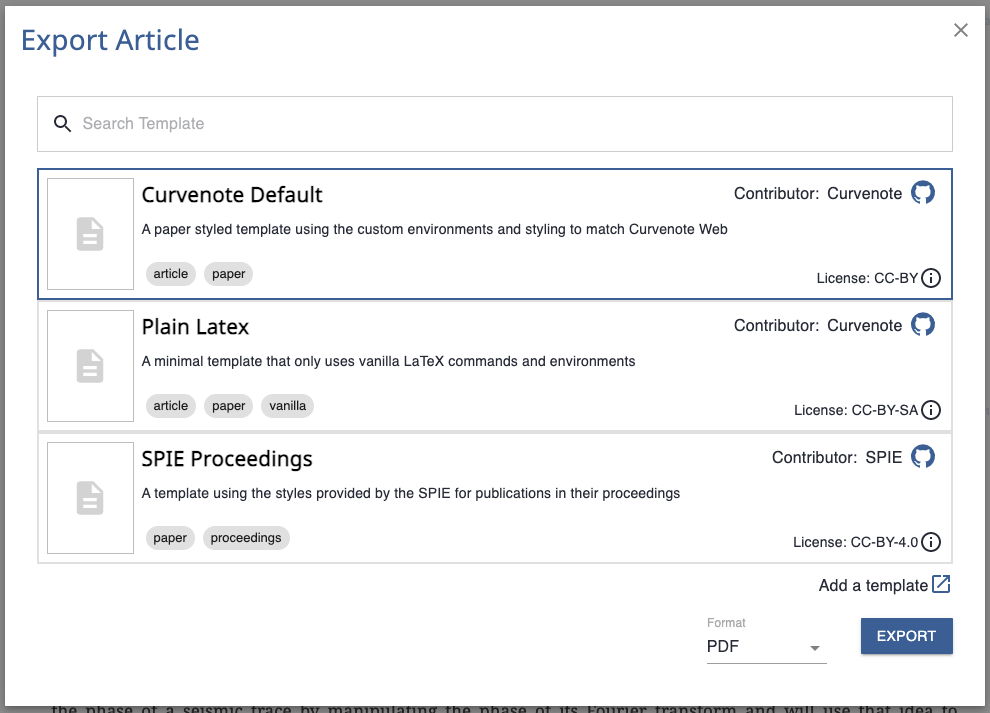 Export Article
Search Template
Curvenote Default
Contributor: Curvenote
A paper styled template using the custom environments and styling to match Curvenote Web
article paper
License: CC-BY
Plain Latex
Contributor: Curvenote
A minimal template that only uses vanilla LaTeX commands and environments
article paper vanilla
License: CC-BY-SA
SPIE Proceedings
Contributor: SPIE
A template using the styles provided by the SPIE for publications in their proceedings
paper proceedings
License: CC-BY-4.0
Add a template
Format
PDF
EXPORT
the phase of a seismic trace by manipulating the phase of its Fourier transform and will use that idea to